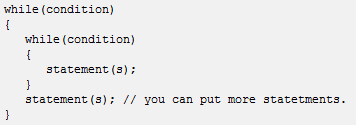 while(condition)
{
   while(condition)
   {
      statement(s);
   }
   statement(s); // you can put more statetments.
}